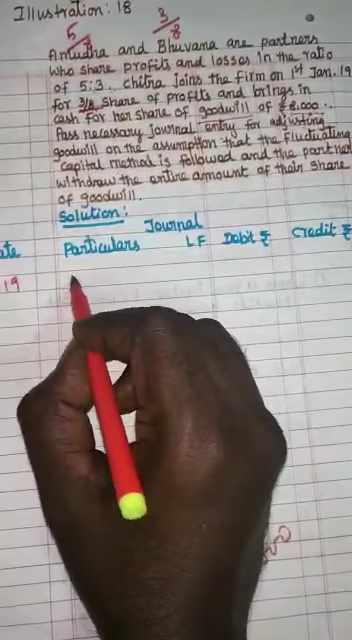 Illustration: 18
5 3/8
Amudha and Bhuvana are partners
who share profits and losses in the ratio
of 5:3. Chitra joins the firm on 1st Jan. 19
for 3/8 share of profits and brings in
cash for her share of goodwill of ₹ 8,000.
Pass necessary journal entry for adjusting
goodwill on the assumption that the fluctuating
capital method is followed and the partners
withdraw the entire amount of their share
of goodwill.
Solution:
Journal
ate Particulars LF Debit ₹ Credit ₹
19